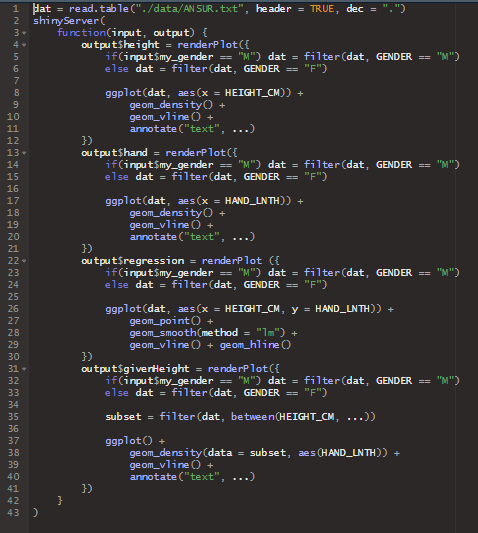 1 dat = read.table("./data/ANSUR.txt", header = TRUE, dec = ".")
2 shinyServer(
3 function(input, output) {
4 output$height = renderPlot({
5 if(input$my_gender == "M") dat = filter(dat, GENDER == "M")
6 else dat = filter(dat, GENDER == "F")
7
8 ggplot(dat, aes(x = HEIGHT_CM)) +
9 geom_density() +
10 geom_vline() +
11 annotate("text", ...)
12 })
13 output$hand = renderPlot({
14 if(input$my_gender == "M") dat = filter(dat, GENDER == "M")
15 else dat = filter(dat, GENDER == "F")
16
17 ggplot(dat, aes(x = HAND_LNTH)) +
18 geom_density() +
19 geom_vline() +
20 annotate("text", ...)
21 })
22 output$regression = renderPlot ({
23 if(input$my_gender == "M") dat = filter(dat, GENDER == "M")
24 else dat = filter(dat, GENDER == "F")
25
26 ggplot(dat, aes(x = HEIGHT_CM, y = HAND_LNTH)) +
27 geom_point() +
28 geom_smooth(method = "lm") +
29 geom_vline() + geom_hline()
30 })
31 output$givenHeight = renderPlot({
32 if(input$my_gender == "M") dat = filter(dat, GENDER == "M")
33 else dat = filter(dat, GENDER == "F")
34
35 subset = filter(dat, between(HEIGHT_CM, ...))
36
37 ggplot() +
38 geom_density(data = subset, aes(HAND_LNTH)) +
39 geom_vline() +
40 annotate("text", ...)
41 })
42 }
43 )